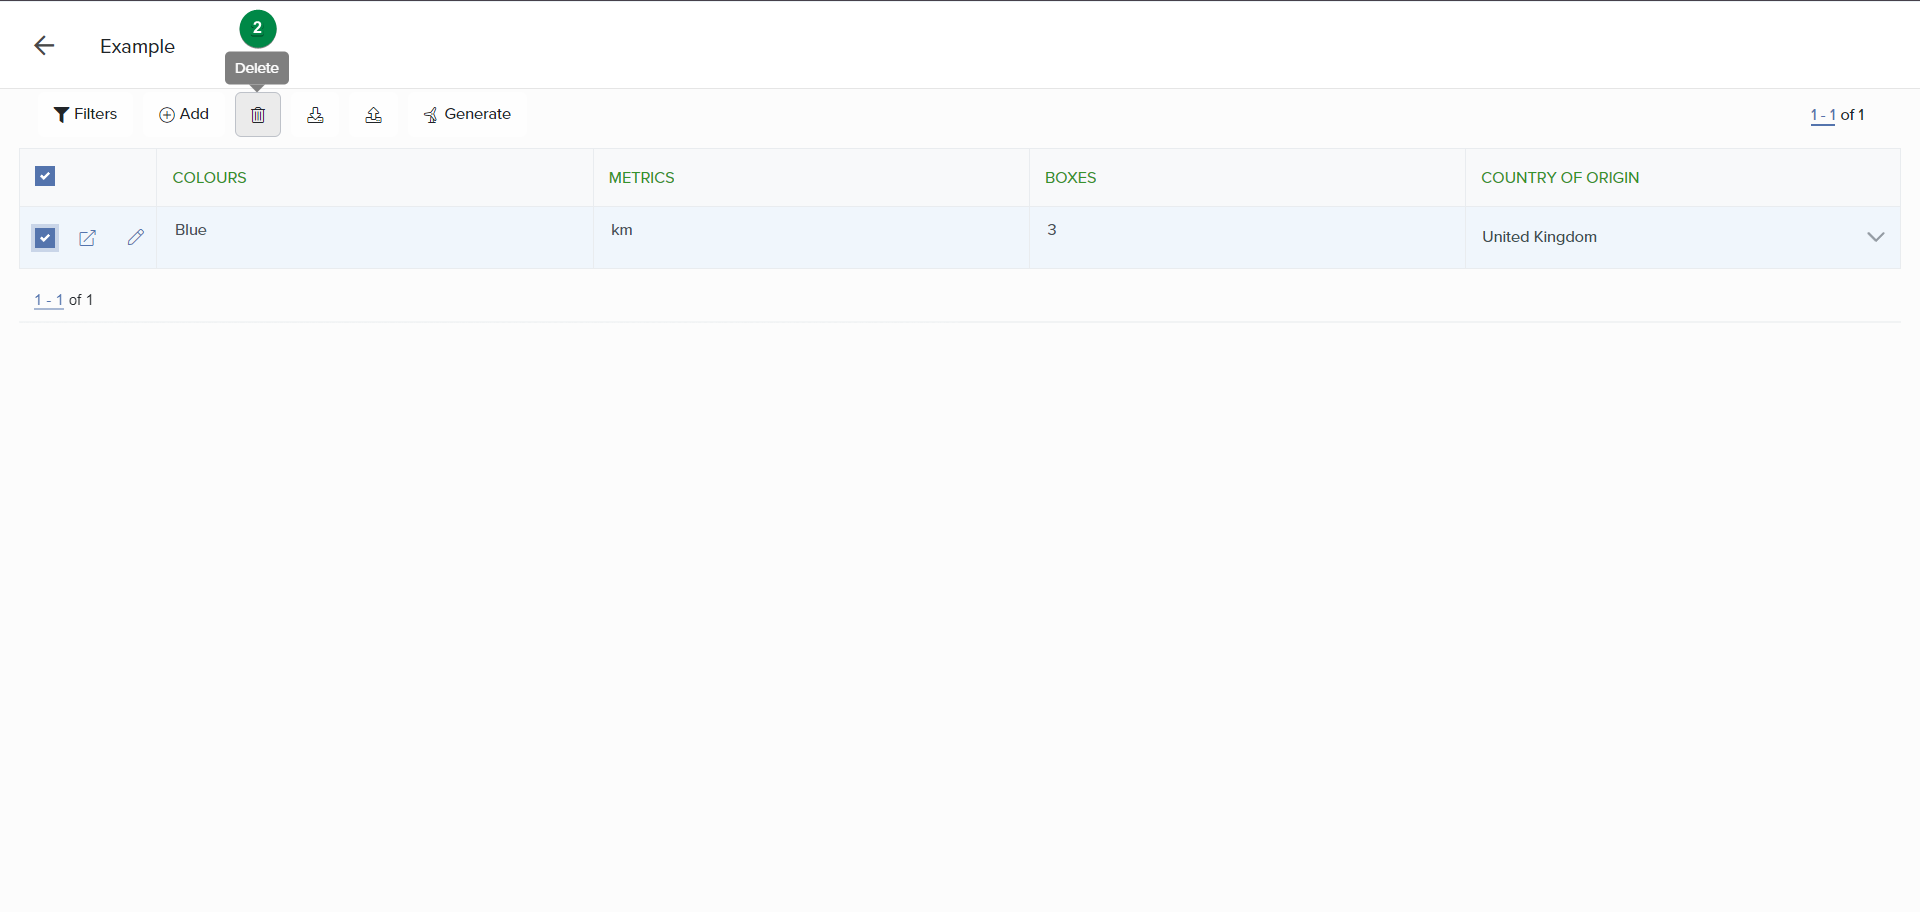 2
Example
Delete
Filters Add Generate 1 - 1 of 1
COLOURS METRICS BOXES COUNTRY OF ORIGIN
Blue km 3 United Kingdom
1 - 1 of 1